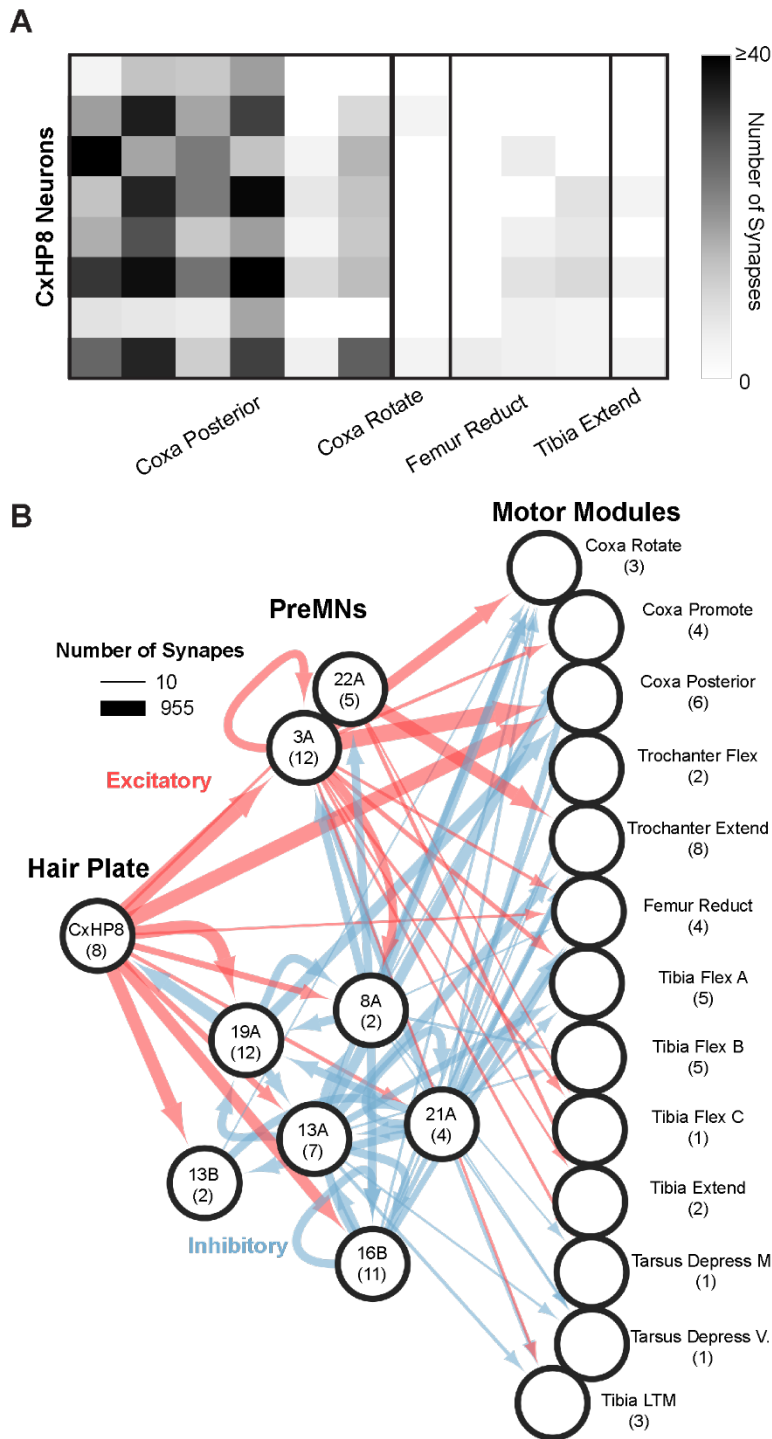 A
CxHP8 Neurons
≥40
Number of Synapses
0
Coxa Posterior
Coxa Rotate
Femur Reduct
Tibia Extend
B
Motor Modules
Coxa Rotate
(3)
PreMNs
Coxa Promote
(4)
Number of Synapes
10
955
22A
(5)
Coxa Posterior
(6)
3A
(12)
Trochanter Flex
(2)
Excitatory
Trochanter Extend
(8)
Hair Plate
CxHP8
(8)
Femur Reduct
(4)
Tibia Flex A
(5)
8A
(2)
19A
(12)
Tibia Flex B
(5)
21A
(4)
13A
(7)
Tibia Flex C
(1)
13B
(2)
Tibia Extend
(2)
Inhibitory
16B
(11)
Tarsus Depress M
(1)
Tarsus Depress V.
(1)
Tibia LTM
(3)